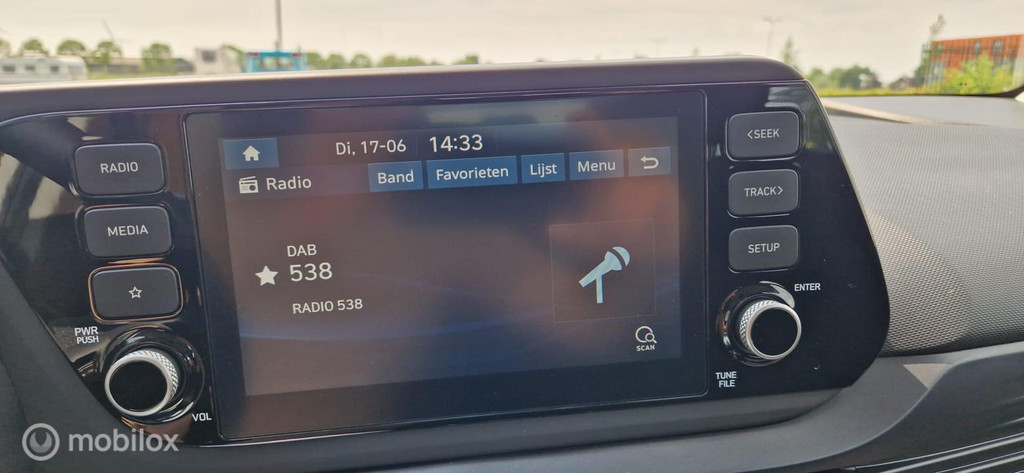 RADIO
MEDIA
PWR
PUSH
VOL
Di, 17-06 14:33
Radio
Band Favorieten Lijst Menu
DAB
538
RADIO 538
SCAN
<SEEK
TRACK>
SETUP
ENTER
TUNE
FILE
mobilox